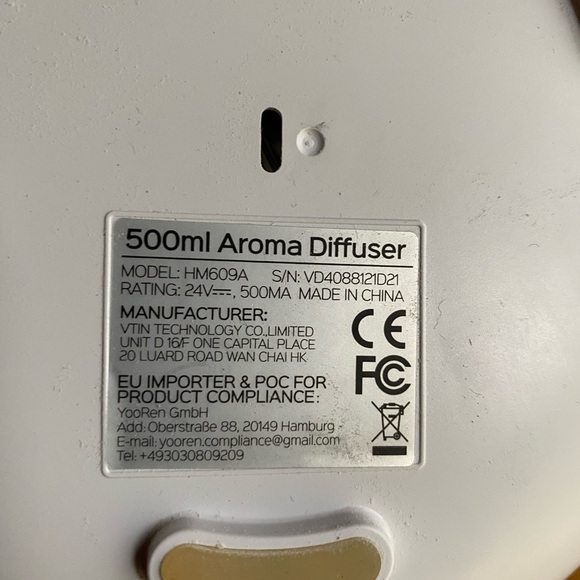 500ml Aroma Diffuser
MODEL: HM609A S/N: VD4088121D21
RATING: 24V⎓, 500MA MADE IN CHINA
MANUFACTURER:
VTIN TECHNOLOGY CO.,LIMITED
UNIT D 16/F ONE CAPITAL PLACE
20 LUARD ROAD WAN CHAI HK
CE
FC
EU IMPORTER & POC FOR
PRODUCT COMPLIANCE:
YooRen GmbH
Add: Oberstraße 88, 20149 Hamburg
E-mail: yooren.compliance@gmail.com
Tel: +493030809209